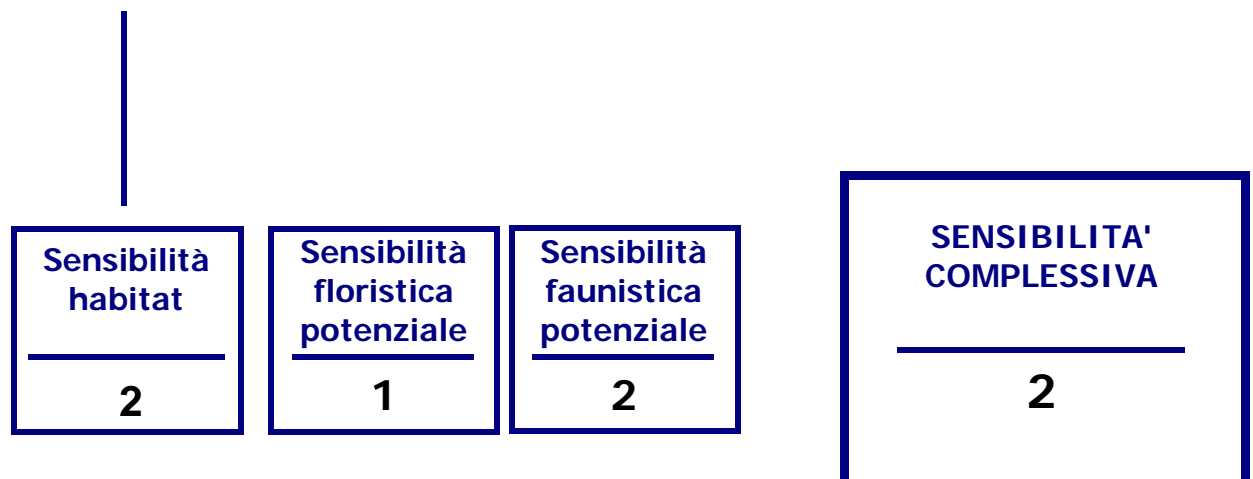 Sensibilità
habitat
2
Sensibilità
floristica
potenziale
1
Sensibilità
faunistica
potenziale
2
SENSIBILITA'
COMPLESSIVA
2